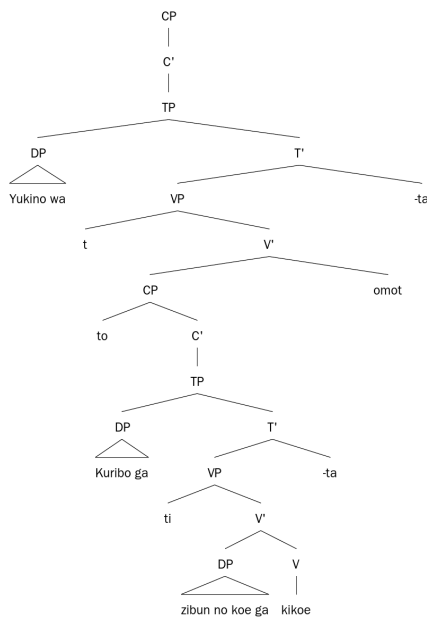 CP
C'
TP
DP T'
Yukino wa VP -ta
t V'
CP omot
to C'
TP
DP T'
Kuribo ga VP -ta
ti V'
DP V
zibun no koe ga kikoe